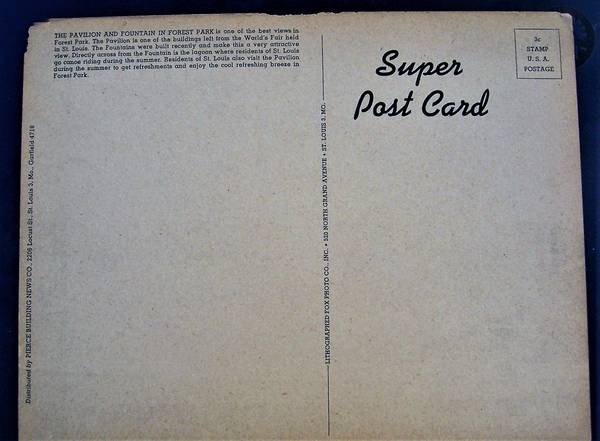 THE PAVILION AND FOUNTAIN IN FOREST PARK is one of the best views in
Forest Park. The Pavilion is one of the buildings left from the World's Fair held
in St. Louis. The Fountains were built recently and make this a very attractive
view. Directly across from the Fountain is the lagoon where residents of St. Louis
go canoe riding during the summer. Residents of St. Louis also visit the Pavilion
during the summer to get refreshments and enjoy the cool refreshing breeze in
Forest Park.
Distributed by PIERCE BUILDING NEWS CO., 2206 Locust St., St. Louis 3, Mo., Garfield 4718
LITHOGRAPHED FOX PHOTO CO., INC. • 520 NORTH GRAND AVENUE • ST. LOUIS 3, MO.
Super
Post Card
3c
STAMP
U. S. A.
POSTAGE